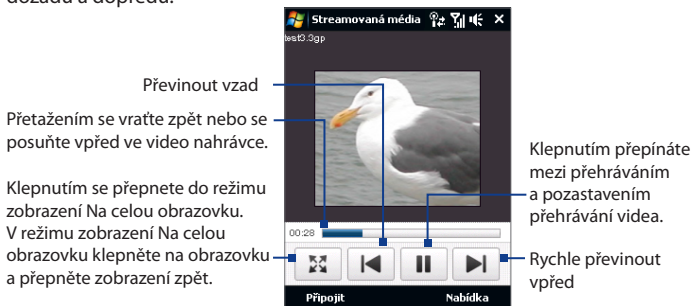 dozadu a dopředu.
Streamovaná média
test3.3gp
Převinout vzad
Přetažením se vraťte zpět nebo se
posuňte vpřed ve video nahrávce.
Klepnutím se přepnete do režimu
zobrazení Na celou obrazovku.
V režimu zobrazení Na celou
obrazovku klepněte na obrazovku
a přepněte zobrazení zpět.
Klepnutím přepínáte
mezi přehráváním
a pozastavením
přehrávání videa.
00:28
Rychle převinout
vpřed
Připojit
Nabídka